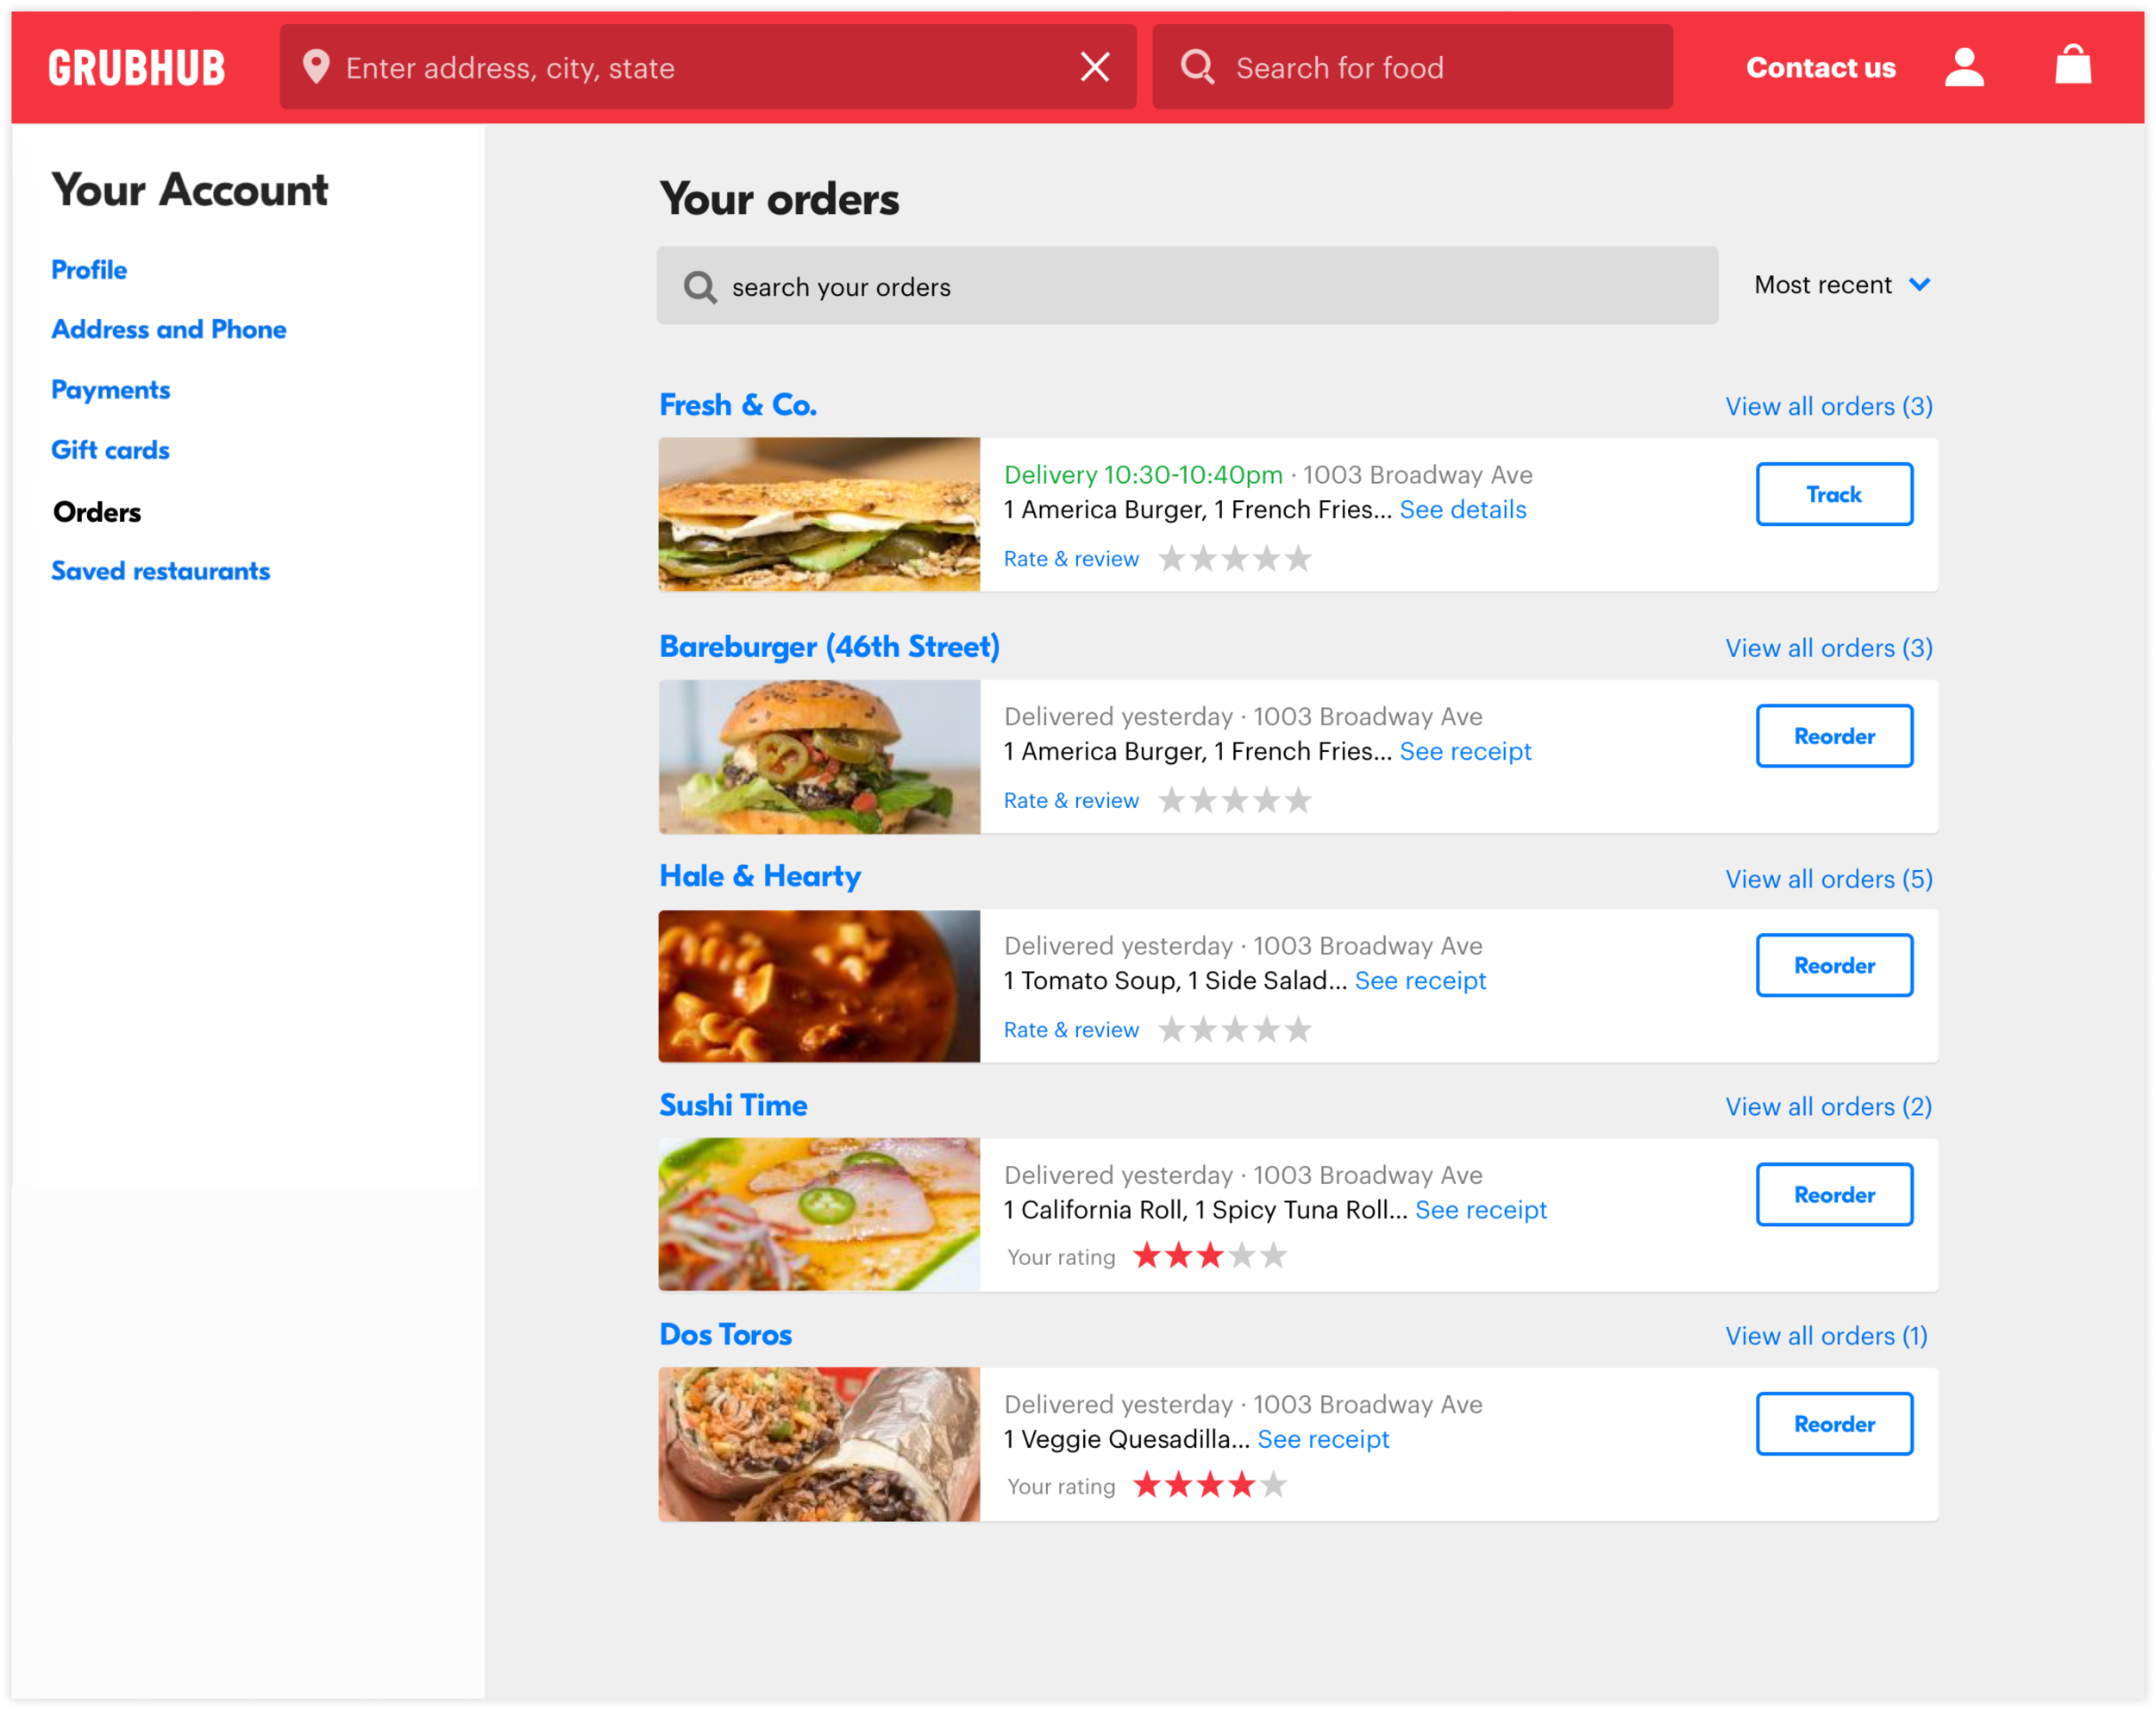 GRUBHUB
Enter address, city, state
Search for food
Contact us
Your Account
Profile
Address and Phone
Payments
Gift cards
Orders
Saved restaurants
Your orders
search your orders
Most recent
Fresh & Co.
View all orders (3)
Delivery 10:30-10:40pm · 1003 Broadway Ave
1 America Burger, 1 French Fries... See details
Rate & review
Track
Bareburger (46th Street)
View all orders (3)
Delivered yesterday · 1003 Broadway Ave
1 America Burger, 1 French Fries... See receipt
Rate & review
Reorder
Hale & Hearty
View all orders (5)
Delivered yesterday · 1003 Broadway Ave
1 Tomato Soup, 1 Side Salad... See receipt
Rate & review
Reorder
Sushi Time
View all orders (2)
Delivered yesterday · 1003 Broadway Ave
1 California Roll, 1 Spicy Tuna Roll... See receipt
Your rating
Reorder
Dos Toros
View all orders (1)
Delivered yesterday · 1003 Broadway Ave
1 Veggie Quesadilla... See receipt
Your rating
Reorder